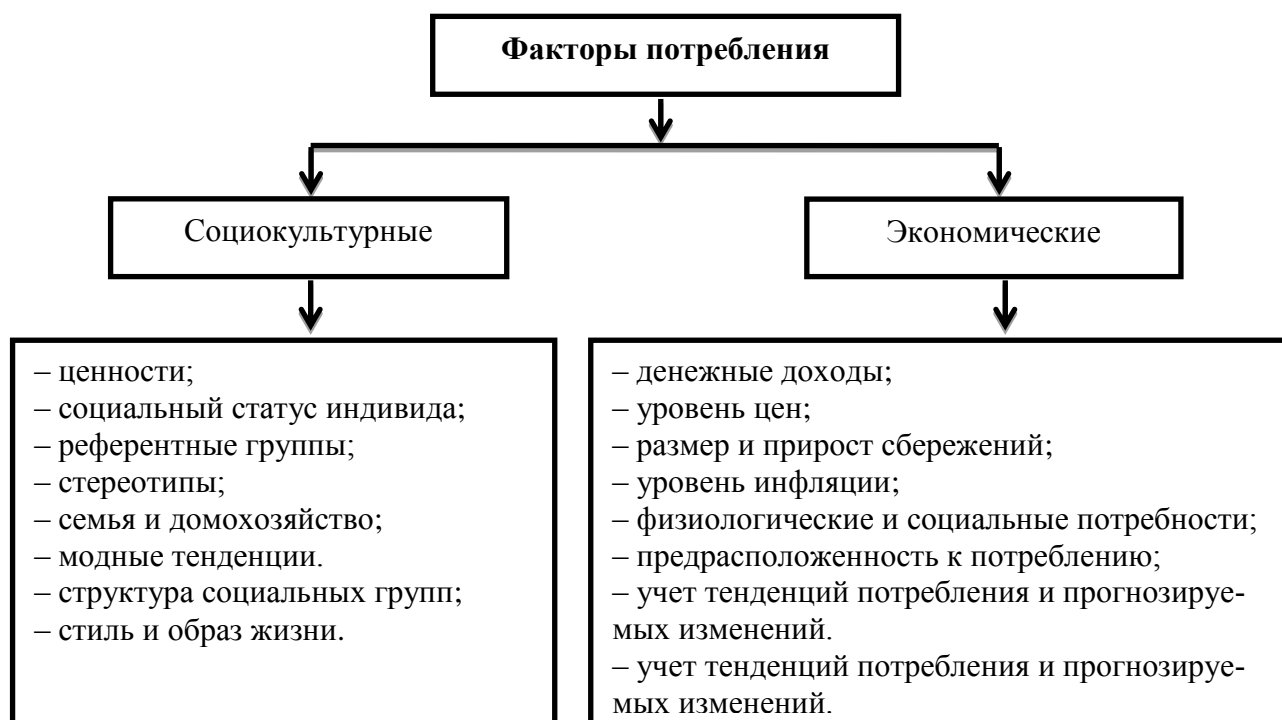 Факторы потребления
Социокультурные
Экономические
– ценности;
– социальный статус индивида;
– референтные группы;
– стереотипы;
– семья и домохозяйство;
– модные тенденции.
– структура социальных групп;
– стиль и образ жизни.
– денежные доходы;
– уровень цен;
– размер и прирост сбережений;
– уровень инфляции;
– физиологические и социальные потребности;
– предрасположенность к потреблению;
– учет тенденций потребления и прогнозируе-
мых изменений.
– учет тенденций потребления и прогнозируе-
мых изменений.